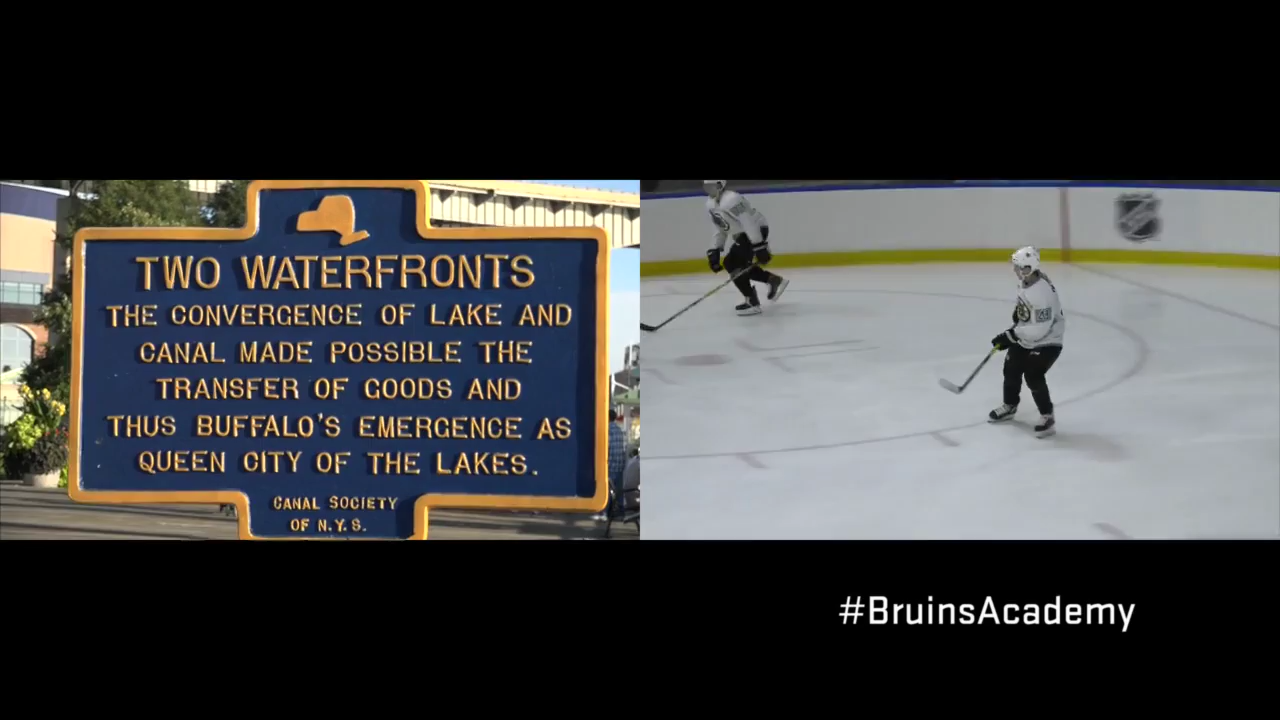 TWO WATERFRONTS
THE CONVERGENCE OF LAKE AND
CANAL MADE POSSIBLE THE
TRANSFER OF GOODS AND
THUS BUFFALO'S EMERGENCE AS
QUEEN CITY OF THE LAKES.
CANAL SOCIETY
OF N.Y.S.
#BruinsAcademy